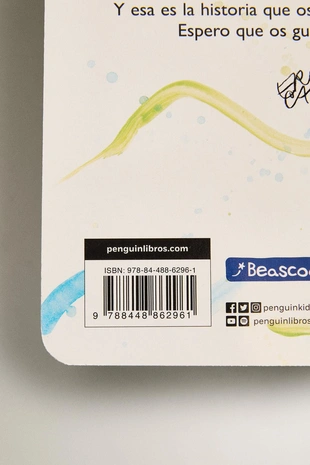 Y esa es la historia que os
Espero que os gu
penguinlibros.com
ISBN: 978-84-488-6296-1
9 788448 862961
Beascoa
penguinkid
penguinlibros